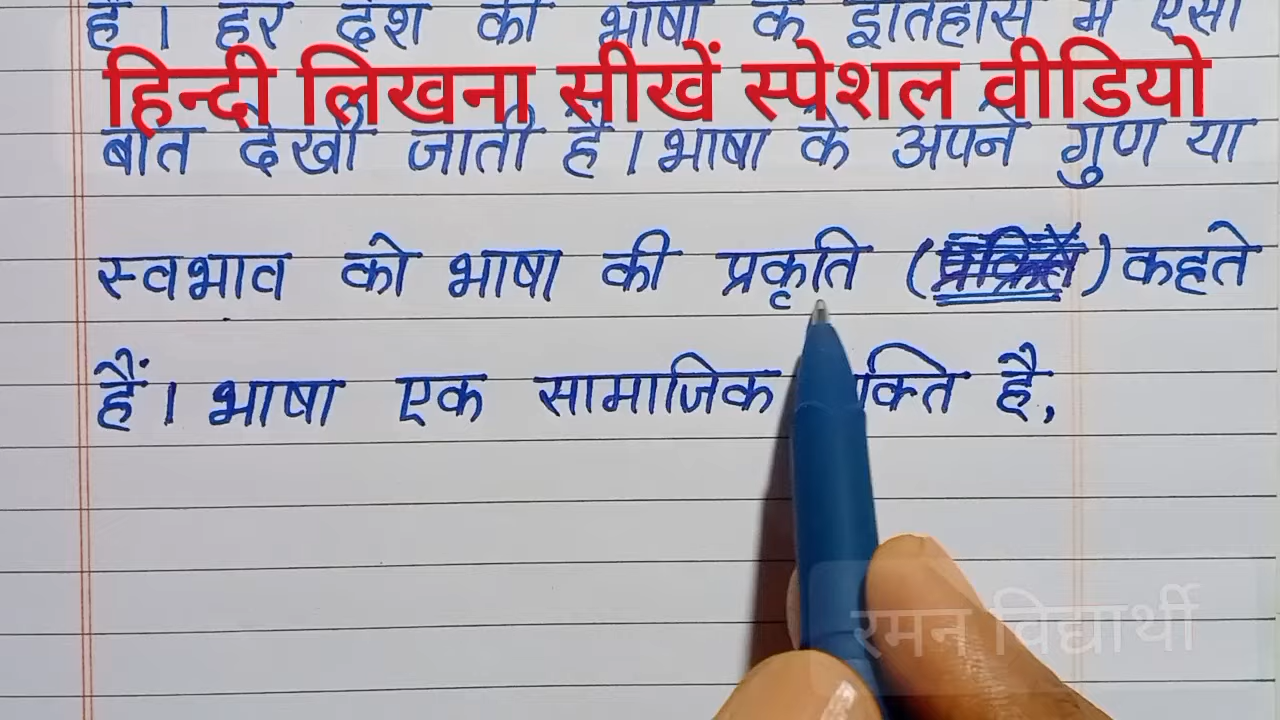 है। हर देश की भाषा के इतिहास में ऐसी
हिन्दी लिखना सीखें स्पेशल वीडियो
बात देखी जाती है। भाषा के अपने गुण या
स्वभाव को भाषा की प्रकृति ( ) कहते
हैं। भाषा एक सामाजिक है,
रमन विद्यार्थी